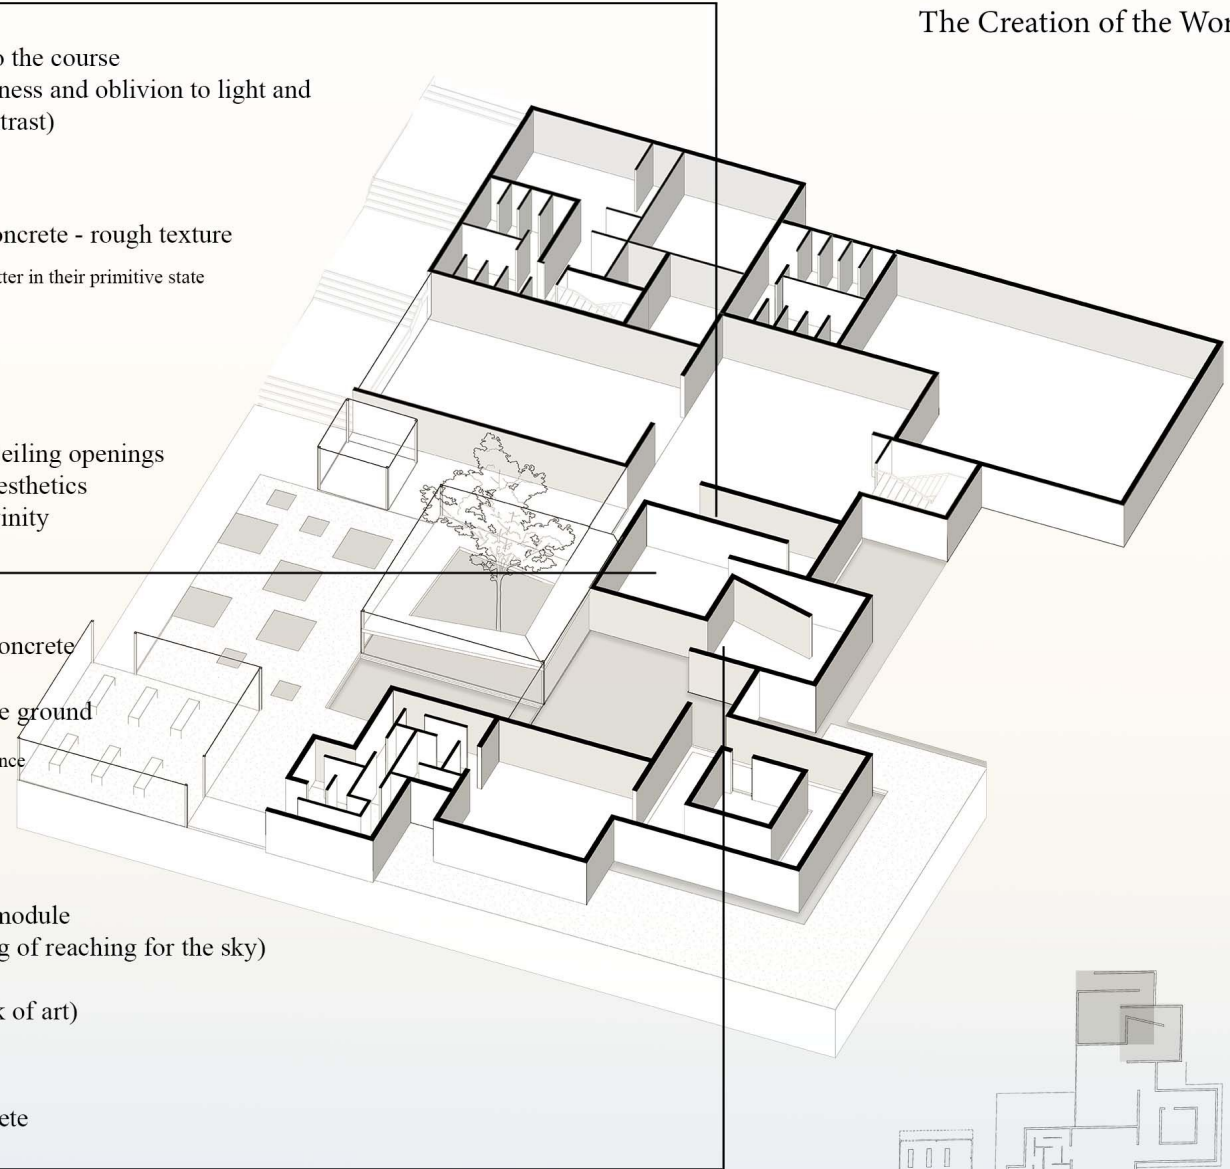 The Creation of the Wor
o the course
ness and oblivion to light and
trast)
oncrete - rough texture
tter in their primitive state
eiling openings
esthetics
inity
oncrete
e ground
nce
module
g of reaching for the sky)
k of art)
ete